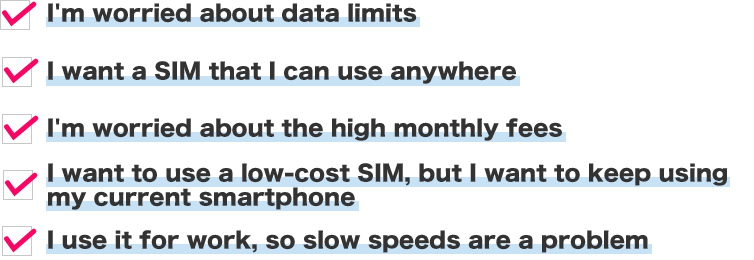 I'm worried about data limits
I want a SIM that I can use anywhere
I'm worried about the high monthly fees
I want to use a low-cost SIM, but I want to keep using
my current smartphone
I use it for work, so slow speeds are a problem